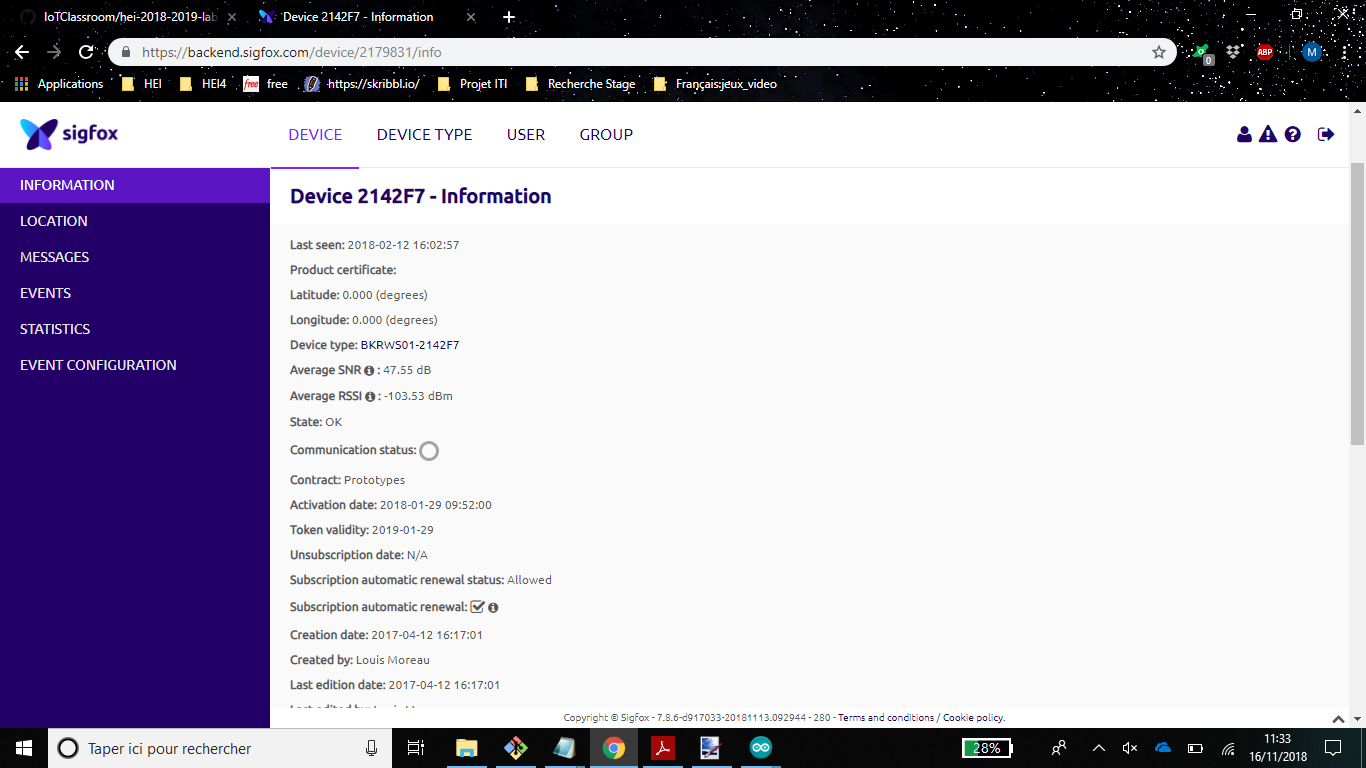 IoTClassroom/hei-2018-2019-lab
Device 2142F7 - Information
https://backend.sigfox.com/device/2179831/info
0
ABP
M
Applications
HEI
HEI4
free
free
https://skribbl.io/
Projet ITI
Recherche Stage
Français:jeux_video
sigfox
DEVICE
DEVICE TYPE
USER
GROUP
INFORMATION
LOCATION
MESSAGES
EVENTS
STATISTICS
EVENT CONFIGURATION
Device 2142F7 - Information
Last seen: 2018-02-12 16:02:57
Product certificate:
Latitude: 0.000 (degrees)
Longitude: 0.000 (degrees)
Device type: BKRWS01-2142F7
Average SNR : 47.55 dB
Average RSSI : -103.53 dBm
State: OK
Communication status:
Contract: Prototypes
Activation date: 2018-01-29 09:52:00
Token validity: 2019-01-29
Unsubscription date: N/A
Subscription automatic renewal status: Allowed
Subscription automatic renewal:
Creation date: 2017-04-12 16:17:01
Created by: Louis Moreau
Last edition date: 2017-04-12 16:17:01
Copyright © Sigfox - 7.8.6-d917033-20181113.092944 - 280 - Terms and conditions / Cookie policy.
Taper ici pour rechercher
28%
11:33
16/11/2018